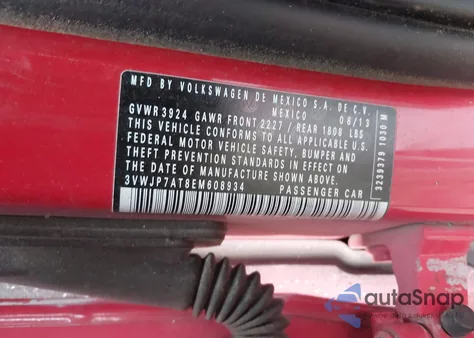 MFD BY VOLKSWAGEN DE MEXICO S.A. DE C.V.
MEXICO 08/13
GVWR 3924 GAWR FRONT 2227 / REAR 1808 LBS
THIS VEHICLE CONFORMS TO ALL APPLICABLE U.S.
FEDERAL MOTOR VEHICLE SAFETY, BUMPER AND
THEFT PREVENTION STANDARDS IN EFFECT ON
THE DATE OF MANUFACTURE SHOWN ABOVE.
3VWJP7AT8EM608934 PASSENGER CAR
3239379 1030 M
autoSnap